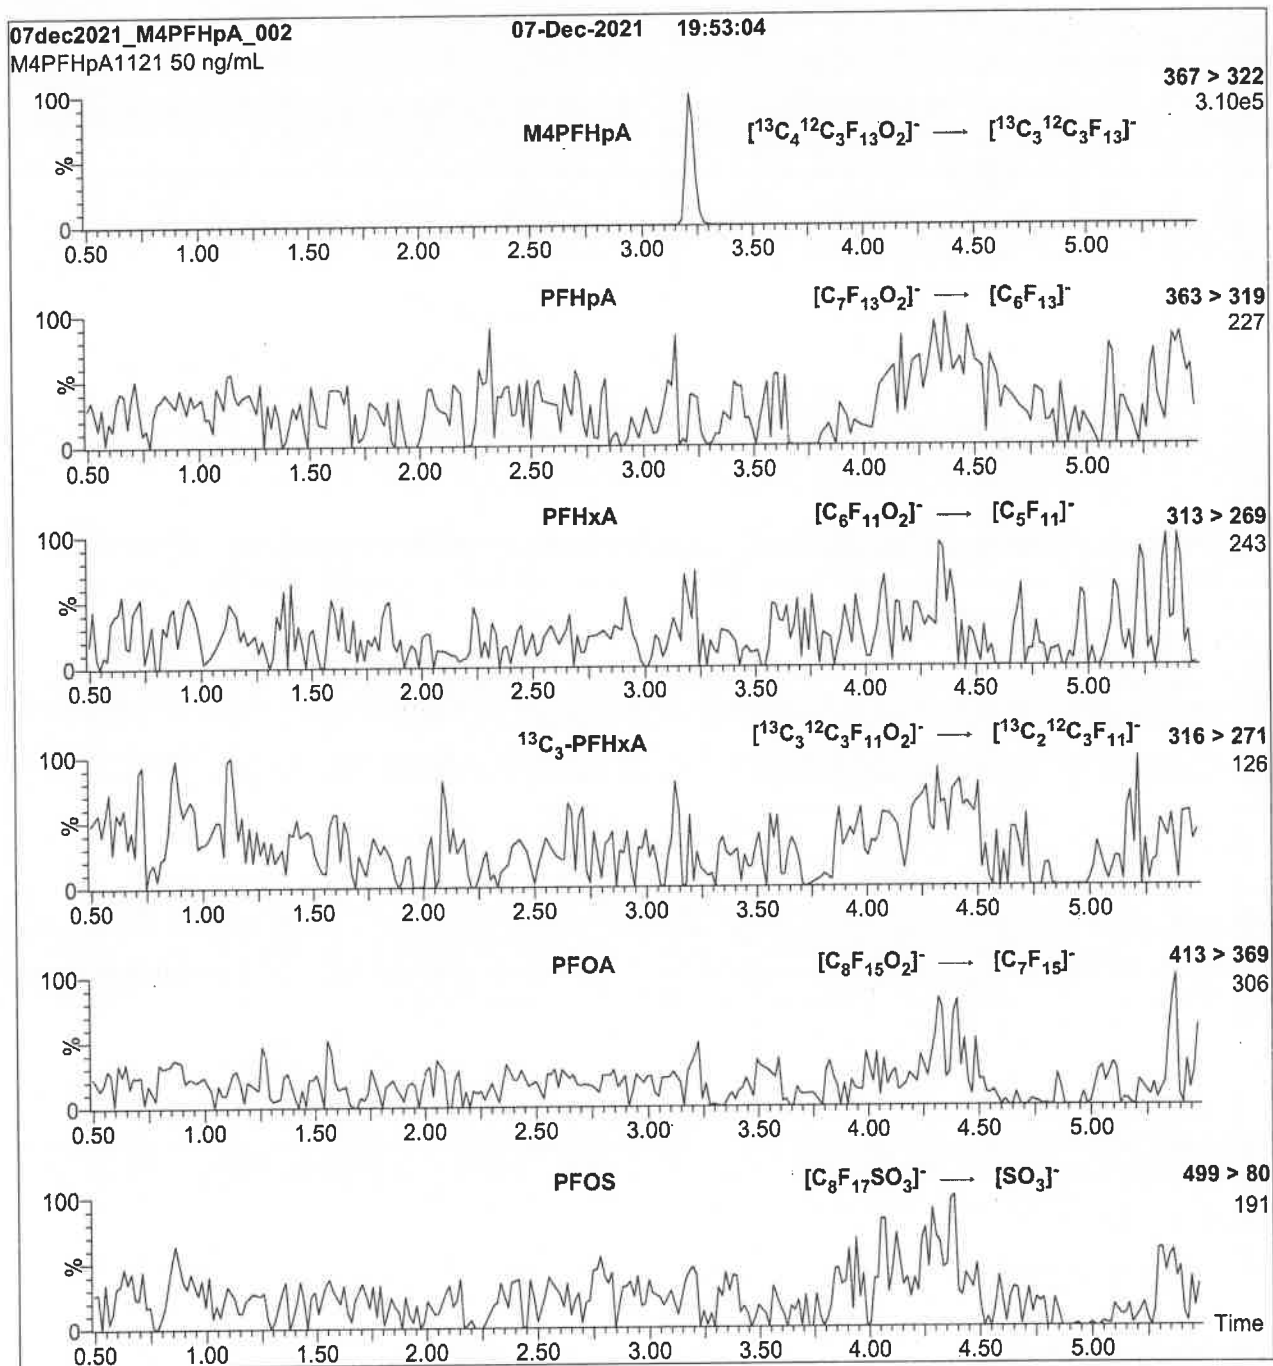 07dec2021_M4PFHpA_002 07-Dec-2021 19:53:04
M4PFHpA1121 50 ng/mL
367 > 322
3.10e5
M4PFHpA [¹³C₄¹²C₃F₁₃O₂]⁻ → [¹³C₃¹²C₃F₁₃]⁻
100
%
0
0.50 1.00 1.50 2.00 2.50 3.00 3.50 4.00 4.50 5.00
PFHpA [C₇F₁₃O₂]⁻ → [C₆F₁₃]⁻ 363 > 319
227
100
%
0
0.50 1.00 1.50 2.00 2.50 3.00 3.50 4.00 4.50 5.00
PFHxA [C₆F₁₁O₂]⁻ → [C₅F₁₁]⁻ 313 > 269
243
100
%
0
0.50 1.00 1.50 2.00 2.50 3.00 3.50 4.00 4.50 5.00
¹³C₃-PFHxA [¹³C₃¹²C₃F₁₁O₂]⁻ → [¹³C₂¹²C₃F₁₁]⁻ 316 > 271
126
100
%
0
0.50 1.00 1.50 2.00 2.50 3.00 3.50 4.00 4.50 5.00
PFOA [C₈F₁₅O₂]⁻ → [C₇F₁₅]⁻ 413 > 369
306
100
%
0
0.50 1.00 1.50 2.00 2.50 3.00 3.50 4.00 4.50 5.00
PFOS [C₈F₁₇SO₃]⁻ → [SO₃]⁻ 499 > 80
191
100
%
0
Time
0.50 1.00 1.50 2.00 2.50 3.00 3.50 4.00 4.50 5.00